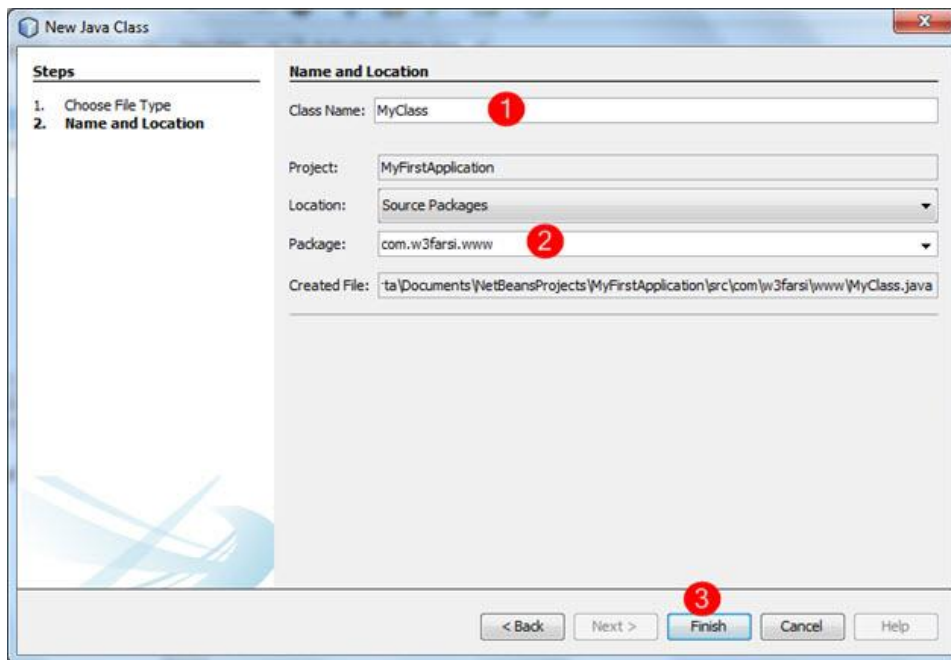 New Java Class
Steps
1. Choose File Type
2. Name and Location
Name and Location
Class Name: MyClass 1
Project: MyFirstApplication
Location: Source Packages
Package: com.w3farsi.www 2
Created File: ta\Documents\NetBeansProjects\MyFirstApplication\src\com\w3farsi\www\MyClass.java
3
< Back Next > Finish Cancel Help